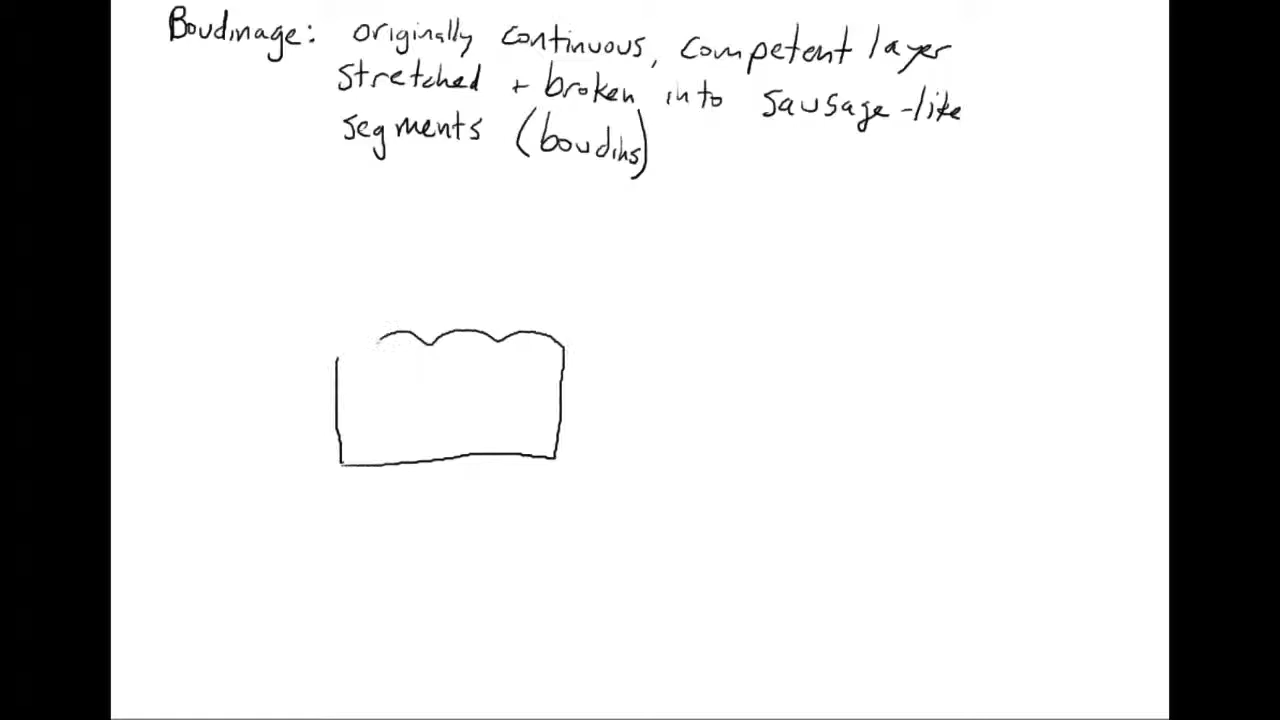 Boudinage: originally continuous, competent layer
stretched + broken into sausage-like
segments (boudins)